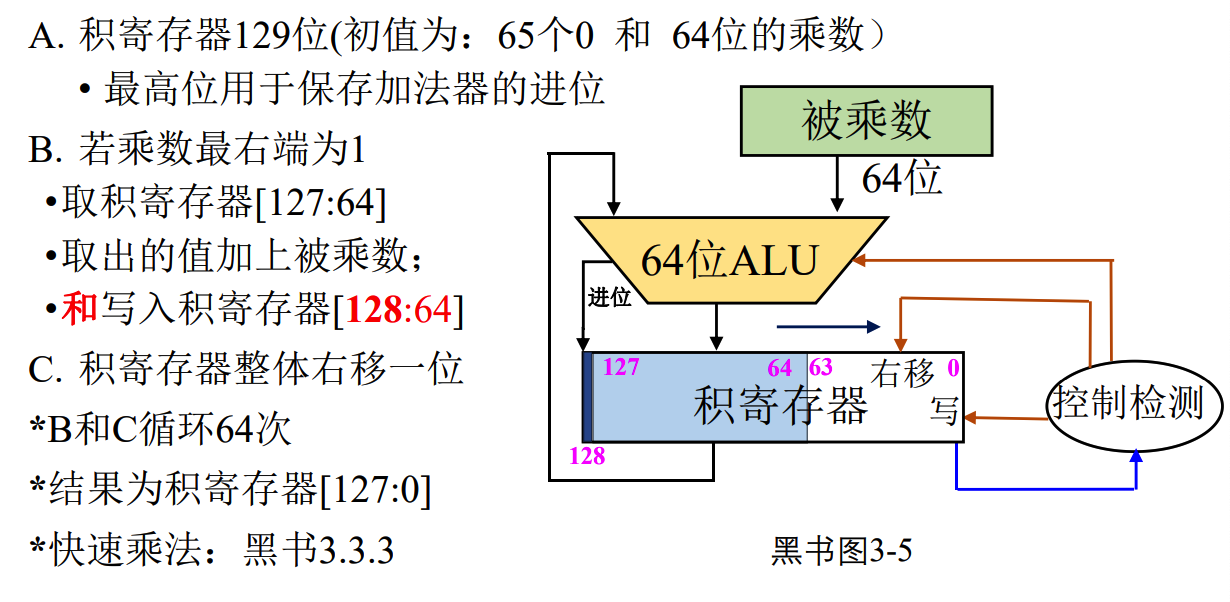 A. 积寄存器129位(初值为：65个0 和 64位的乘数）
• 最高位用于保存加法器的进位
B. 若乘数最右端为1
•取积寄存器[127:64]
•取出的值加上被乘数；
•和写入积寄存器[128:64]
C. 积寄存器整体右移一位
*B和C循环64次
*结果为积寄存器[127:0]
*快速乘法：黑书3.3.3
被乘数
64位
64位ALU
进位
127 64 63 右移 0
积寄存器 写
128
控制检测
黑书图3-5